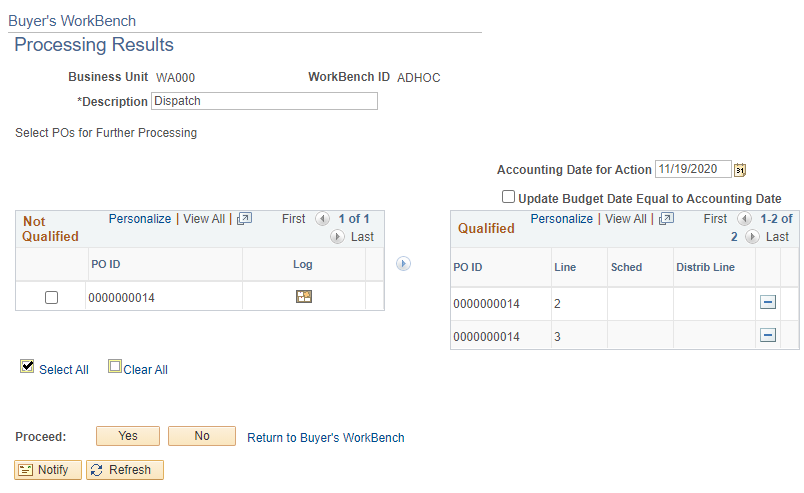 Buyer's WorkBench
Processing Results
Business Unit WA000 WorkBench ID ADHOC
*Description Dispatch
Select POs for Further Processing
Accounting Date for Action 11/19/2020 31
Update Budget Date Equal to Accounting Date
Not Qualified Personalize | View All | First 1 of 1 Last
PO ID Log
0000000014
Qualified Personalize | View All | First 1-2 of 2 Last
PO ID Line Sched Distrib Line
0000000014 2
0000000014 3
Select All Clear All
Proceed: Yes No Return to Buyer's WorkBench
Notify Refresh